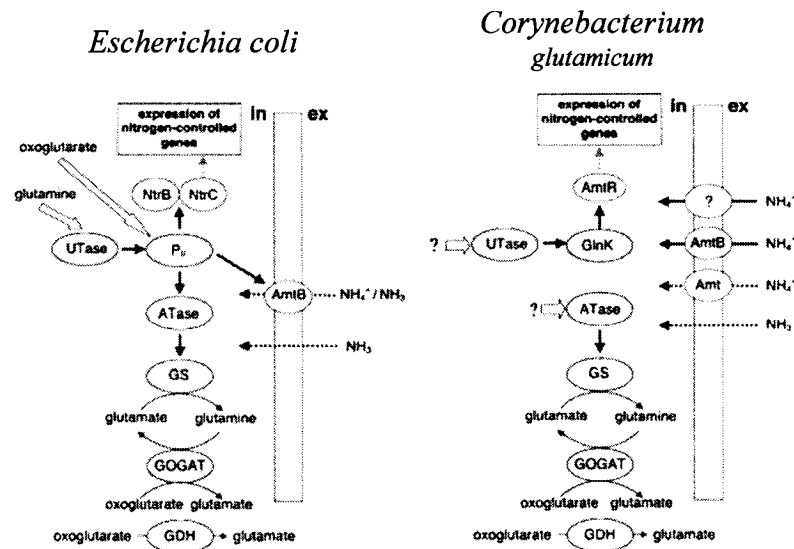 Escherichia coli
expression of
nitrogen-controlled
genes
in
ex
oxoglutarate
glutamine
NtrB
NtrC
UTase
PII
AmtB
NH4+ / NH3
ATase
NH3
GS
glutamate
glutamine
GOGAT
oxoglutarate
glutamate
oxoglutarate
GDH
glutamate
Corynebacterium
glutamicum
expression of
nitrogen-controlled
genes
in
ex
AmtR
?
NH4+
?
UTase
GlnK
AmtB
NH4+
Amt
NH4+
?
ATase
NH3
GS
glutamate
glutamine
GOGAT
oxoglutarate
glutamate
oxoglutarate
GDH
glutamate